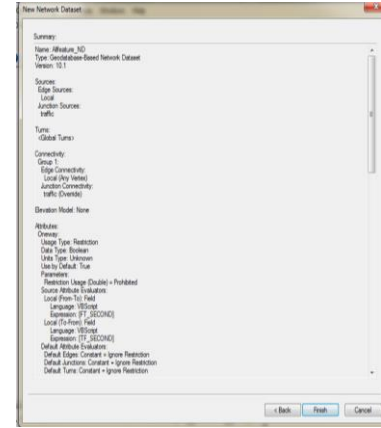 New Network Dataset
Summary:
Name: Allfeature_ND
Type: Geodatabase-Based Network Dataset
Version: 10.1
Sources:
Edge Sources:
Local
Junction Sources:
traffic
Turns:
<Global Turns>
Connectivity:
Group 1:
Edge Connectivity:
Local (Any Vertex)
Junction Connectivity:
traffic (Override)
Elevation Model: None
Attributes:
Oneway:
Usage Type: Restriction
Data Type: Boolean
Units Type: Unknown
Use by Default: True
Parameters:
Restriction Usage (Double) = Prohibited
Source Attribute Evaluators:
Local (From-To): Field
Language: VBScript
Expression: [FT_SECOND]
Local (To-From): Field
Language: VBScript
Expression: [TF_SECOND]
Default Attribute Evaluators:
Default Edges: Constant = Ignore Restriction
Default Junctions: Constant = Ignore Restriction
Default Turns: Constant = Ignore Restriction
< Back Finish Cancel